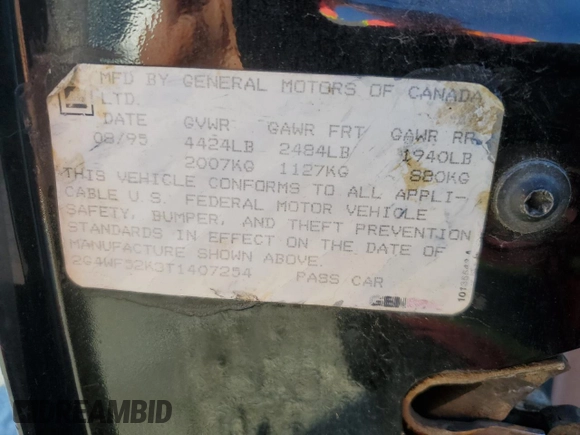 MFD BY GENERAL MOTORS OF CANADA
LTD.
DATE GVWR GAWR FRT GAWR RR
08/95 4424LB 2484LB 1940LB
2007KG 1127KG 880KG
THIS VEHICLE CONFORMS TO ALL APPLI-
CABLE U.S. FEDERAL MOTOR VEHICLE
SAFETY, BUMPER, AND THEFT PREVENTION
STANDARDS IN EFFECT ON THE DATE OF
MANUFACTURE SHOWN ABOVE.
2G4WF52K3T1407254 PASS CAR
DREAMBID